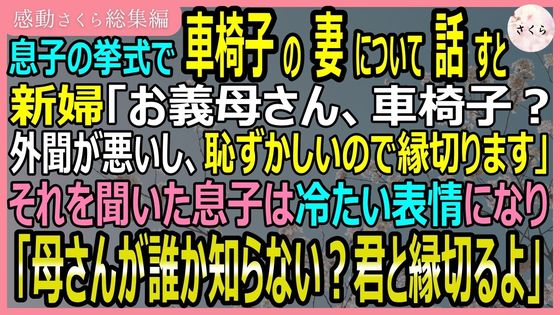 感動さくら総集編
さくら
息子の挙式で車椅子の妻について話すと
新婦「お義母さん、車椅子？
外聞が悪いし、恥ずかしいので縁切ります」
それを聞いた息子は冷たい表情になり
「母さんが誰か知らない？君と縁切るよ」